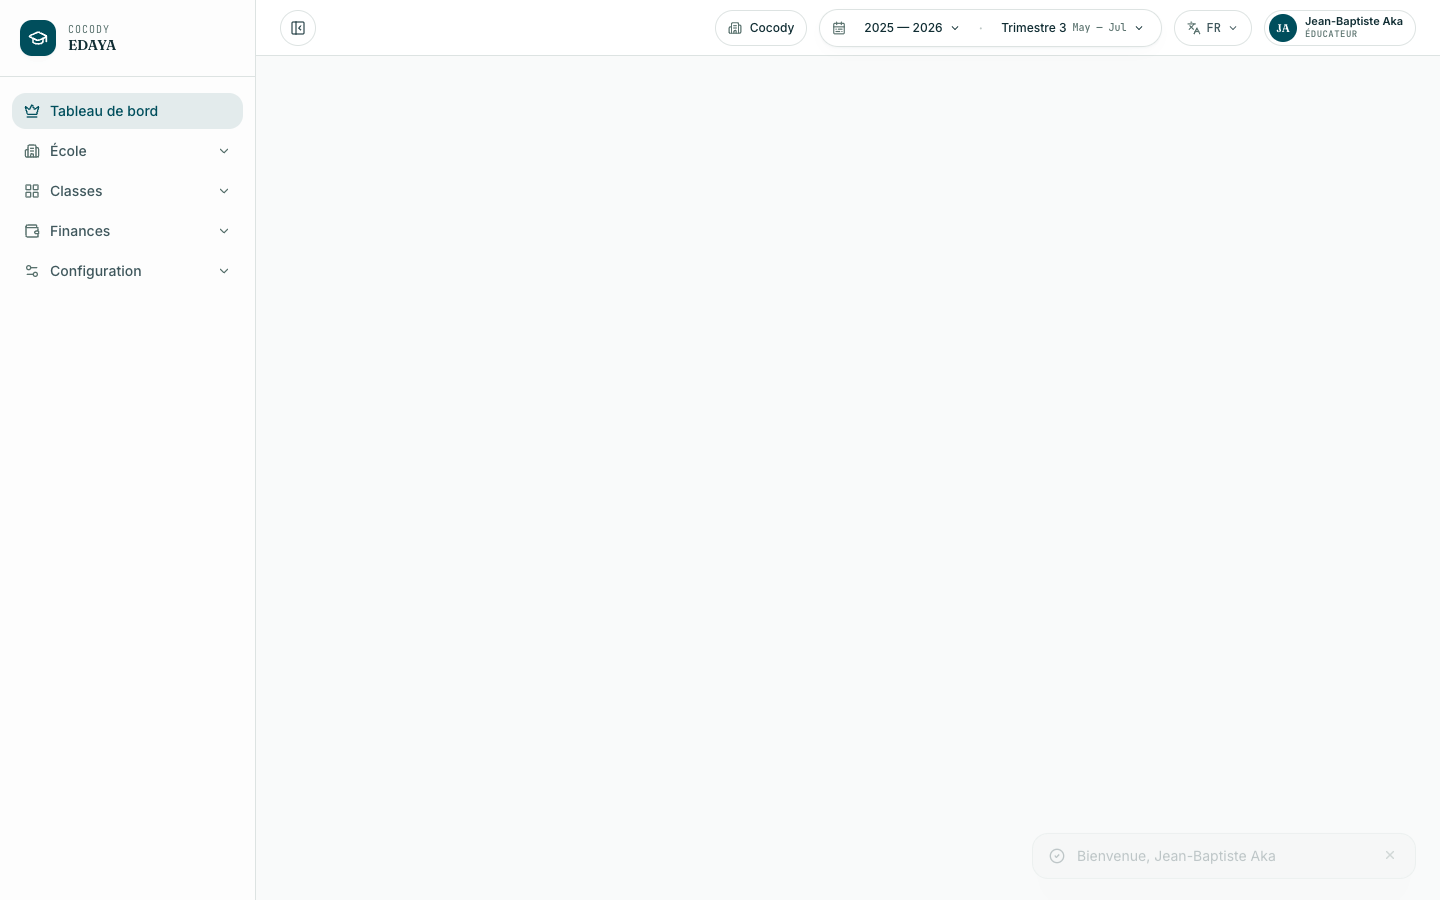 COCODY
EDAYA
Cocody
2025 — 2026
·
Trimestre 3 May — Jul
FR
JA
Jean-Baptiste Aka
ÉDUCATEUR
Tableau de bord
École
Classes
Finances
Configuration
Bienvenue, Jean-Baptiste Aka